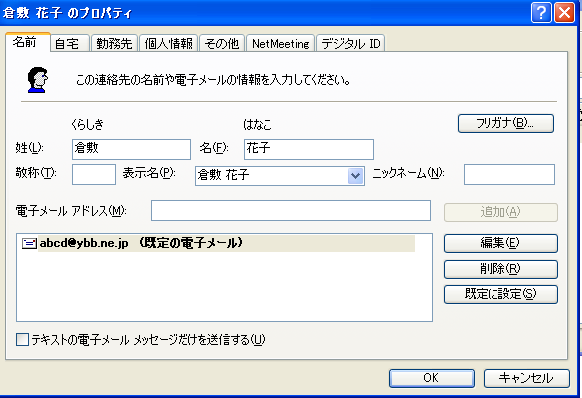 倉敷 花子 のプロパティ
名前 自宅 勤務先 個人情報 その他 NetMeeting デジタル ID
この連絡先の名前や電子メールの情報を入力してください。
くらしき はなこ フリガナ(B)...
姓(L): 倉敷 名(F): 花子
敬称(T): 表示名(P): 倉敷 花子 ニックネーム(N):
電子メール アドレス(M): 追加(A)
abcd@ybb.ne.jp (既定の電子メール) 編集(E)
削除(R)
既定に設定(S)
テキストの電子メール メッセージだけを送信する(U)
OK キャンセル